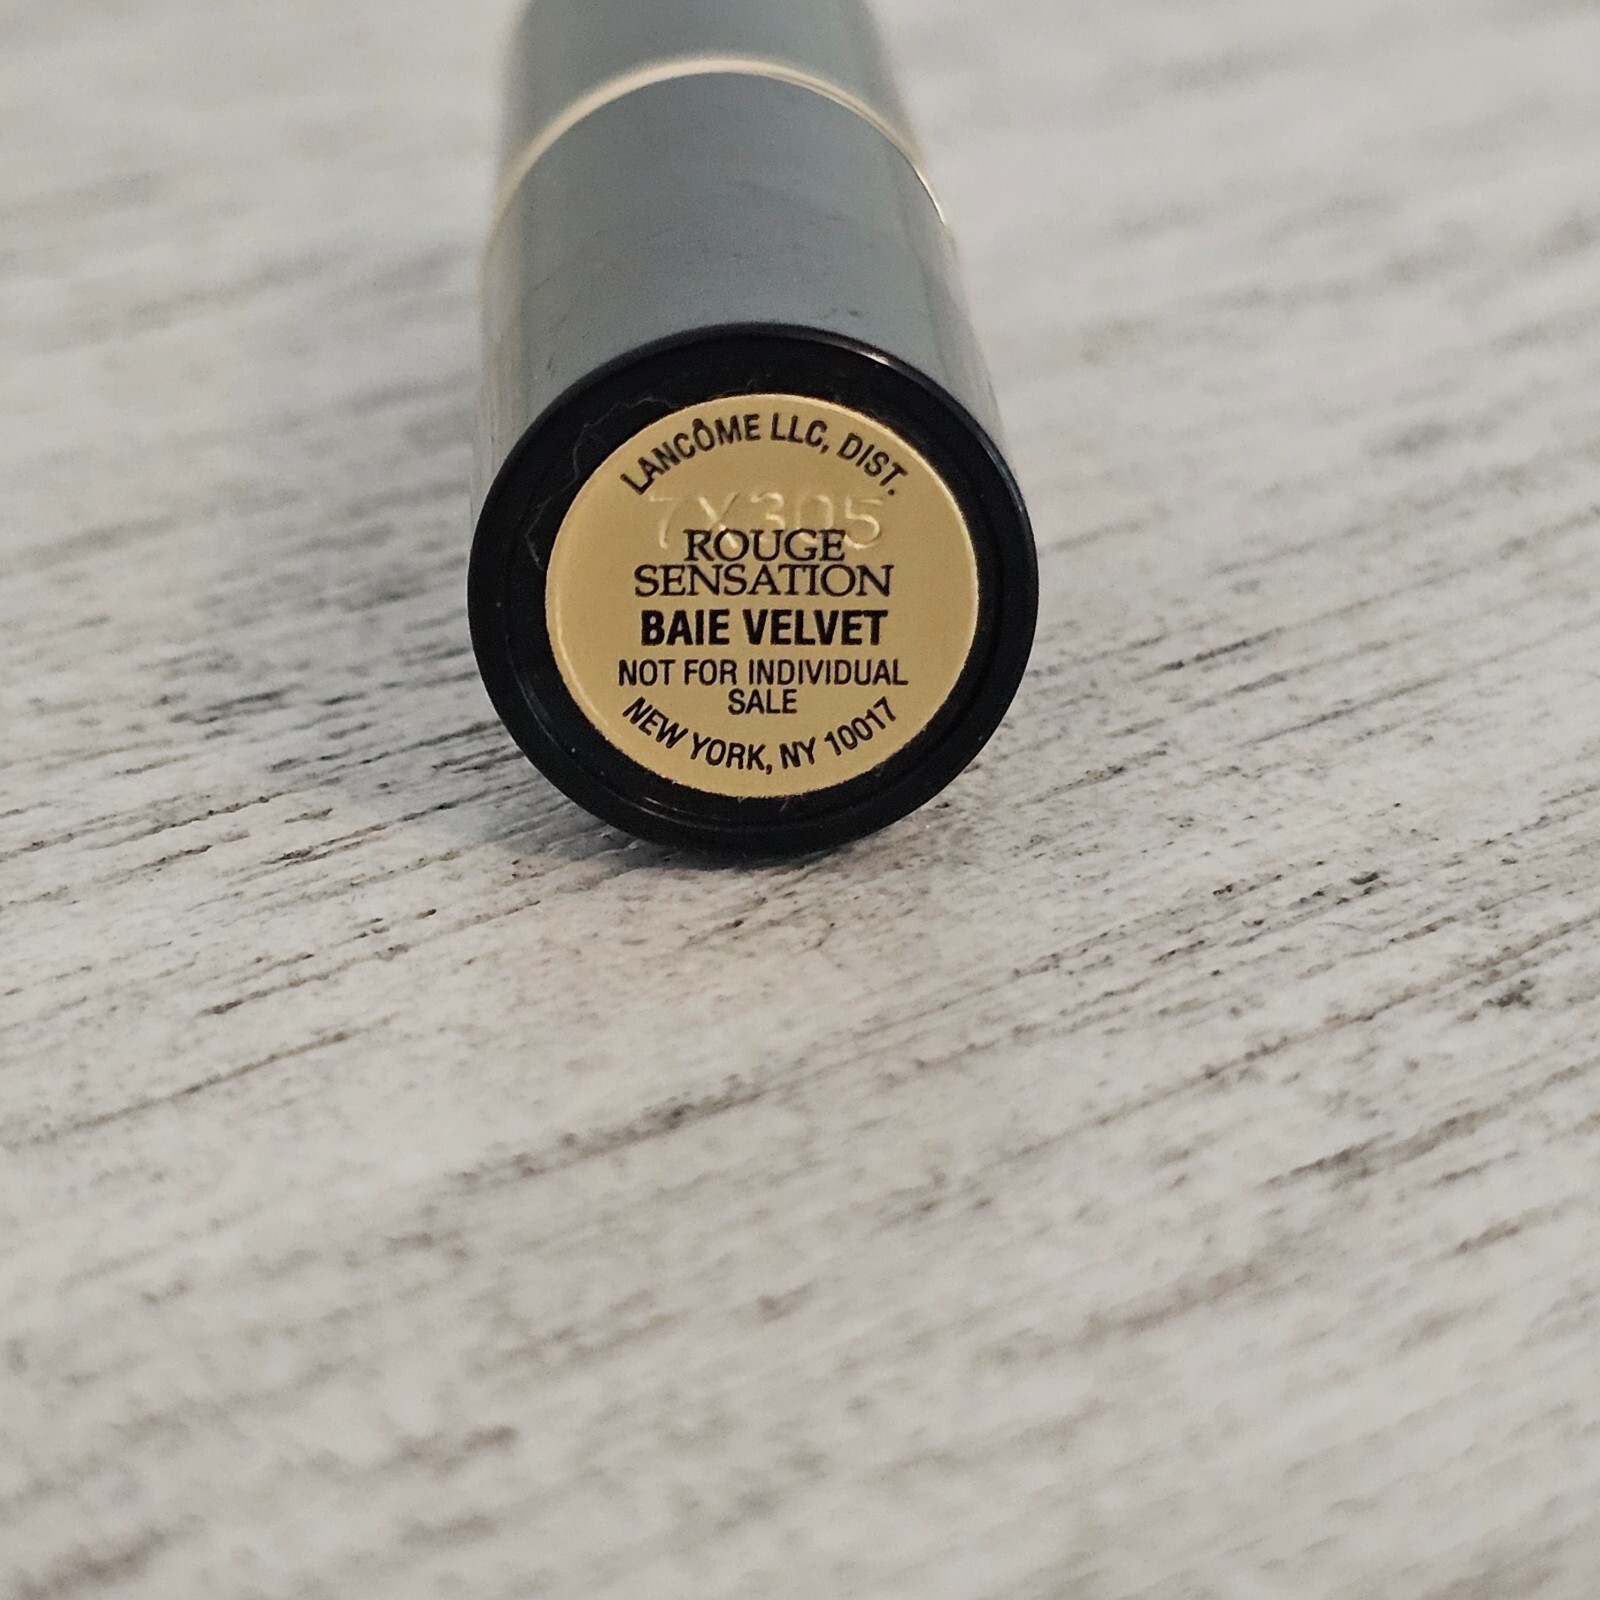 LANCÔME LLC, DIST.
7X305
ROUGE
SENSATION
BAIE VELVET
NOT FOR INDIVIDUAL
SALE
NEW YORK, NY 10017